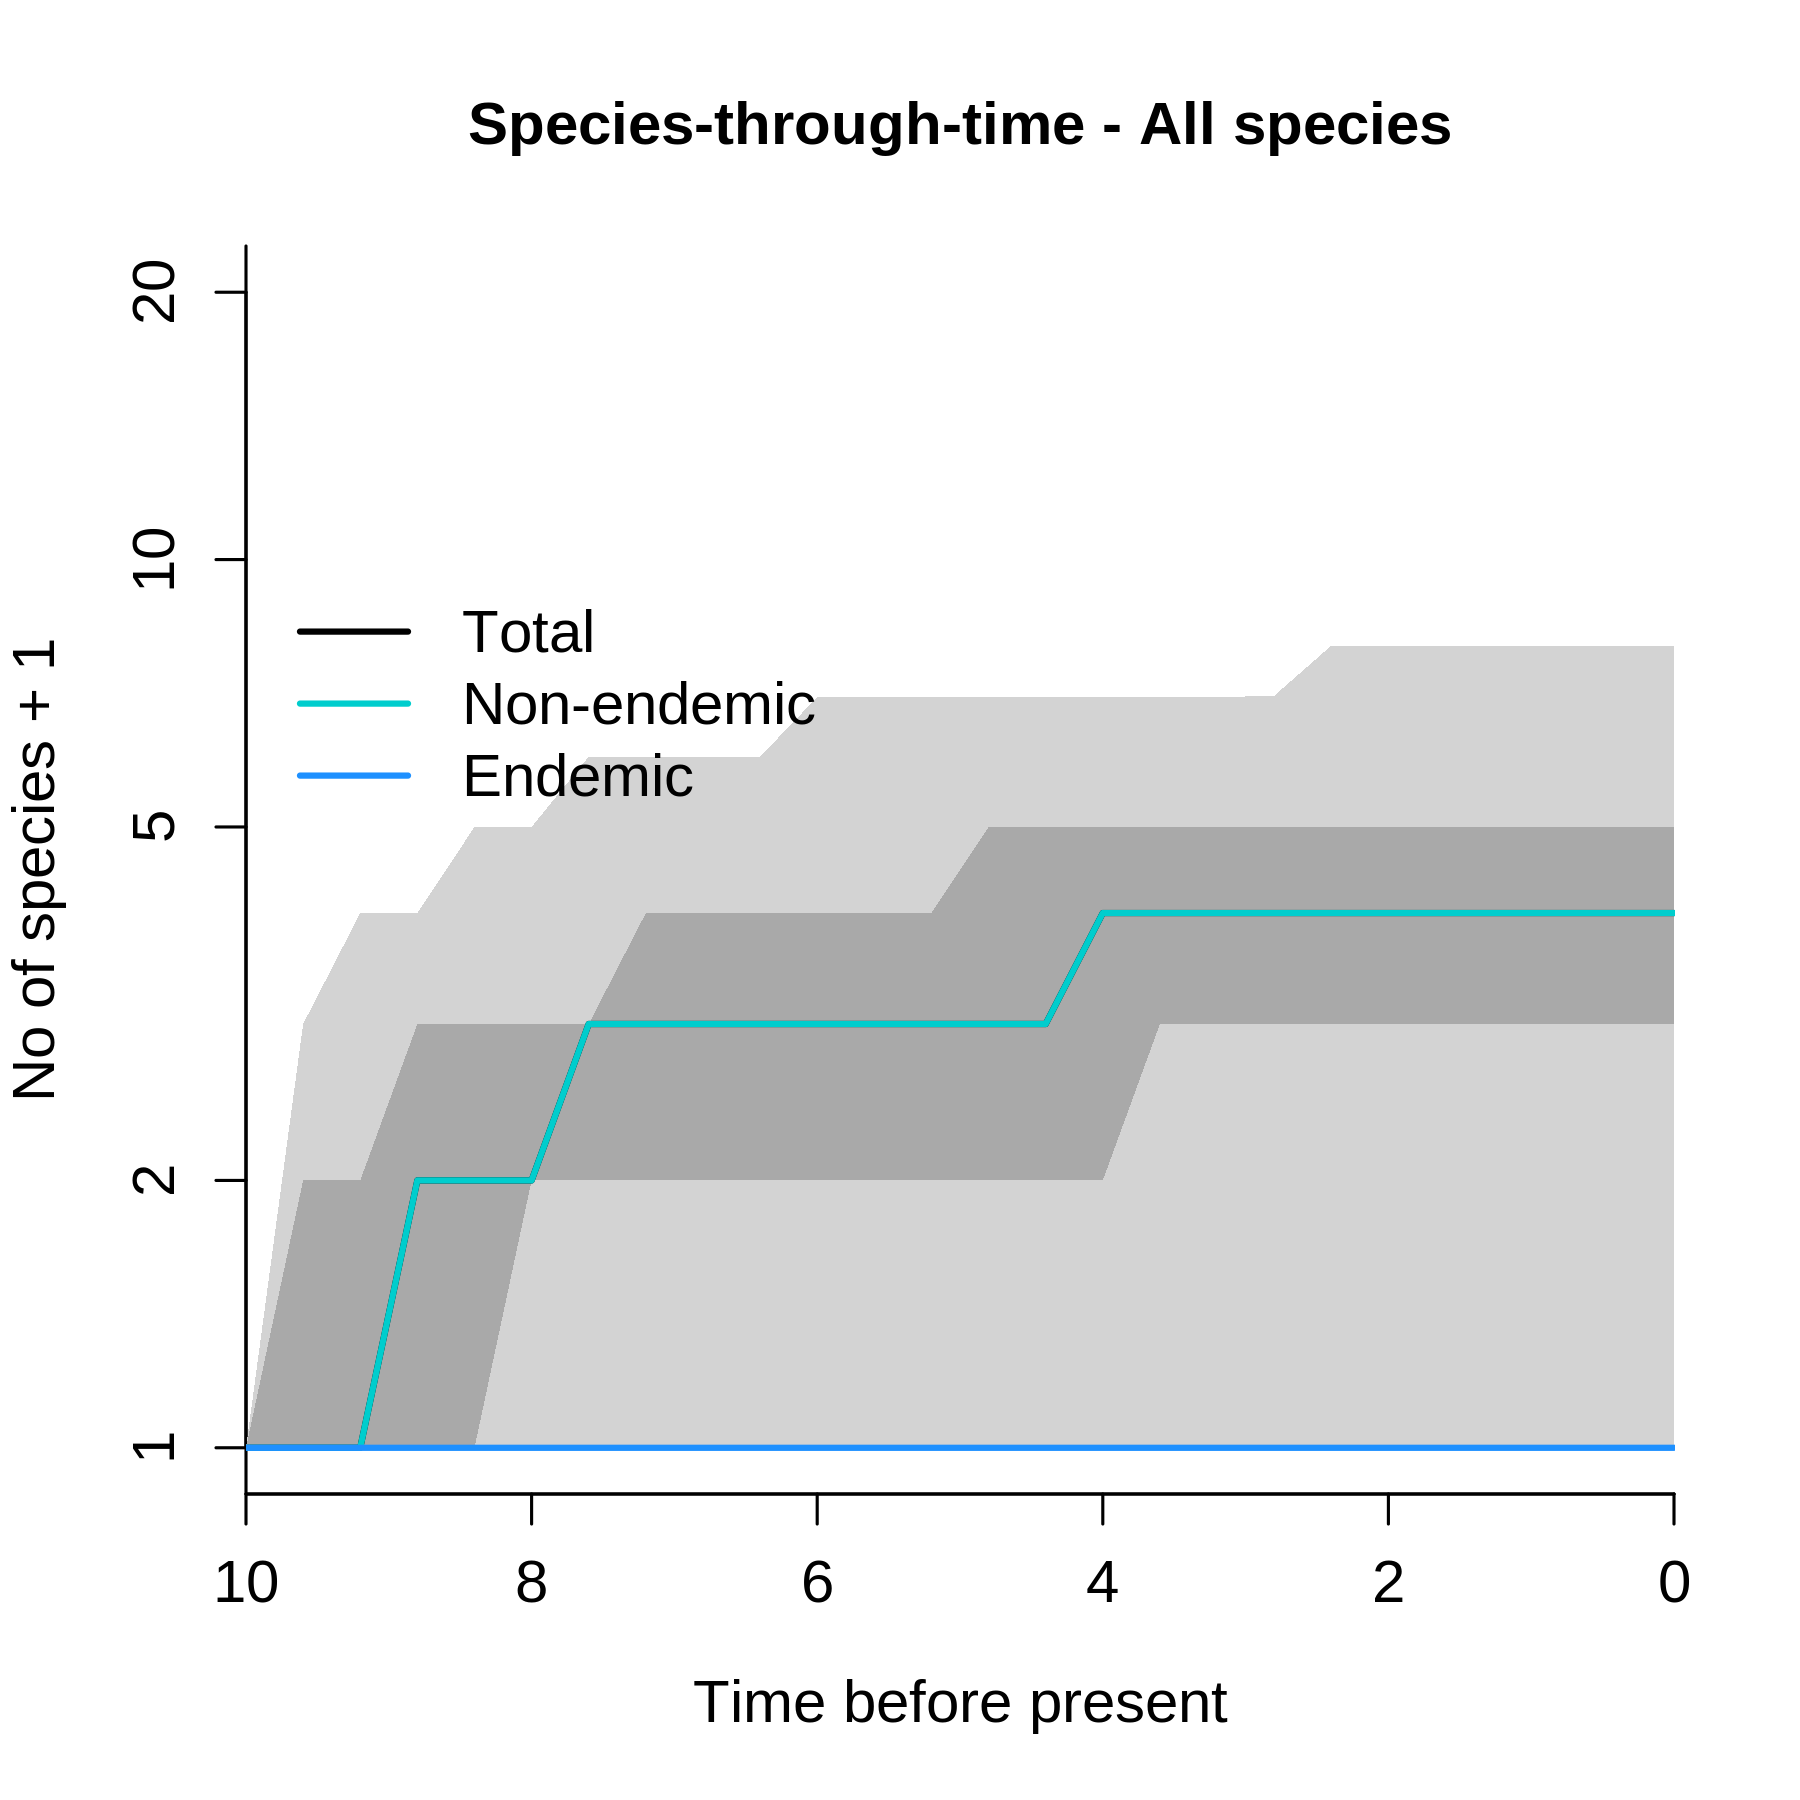 Species-through-time - All species
No of species + 1
20
10
5
2
1
Total
Non-endemic
Endemic
10 8 6 4 2 0
Time before present